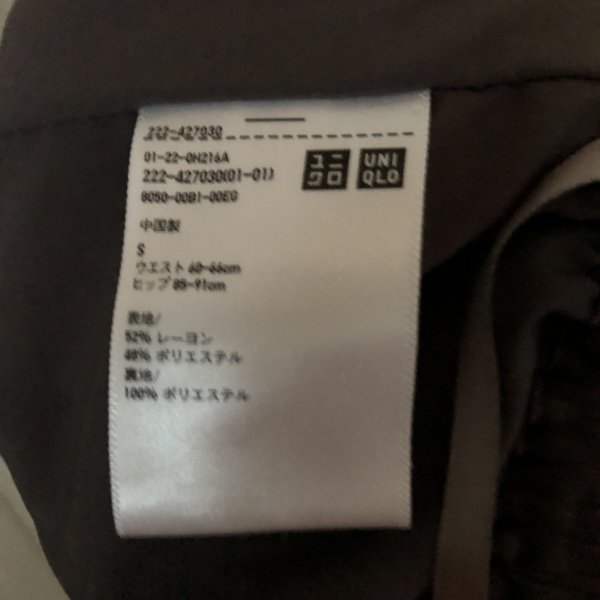 222-427030
01-22-0H216A
222-427030(01-01)
8050-00B1-00EG
ユニ
クロ
UNI
QLO
中国製
S
ウエスト 60-66cm
ヒップ 85-91cm
表地/
52% レーヨン
48% ポリエステル
裏地/
100% ポリエステル